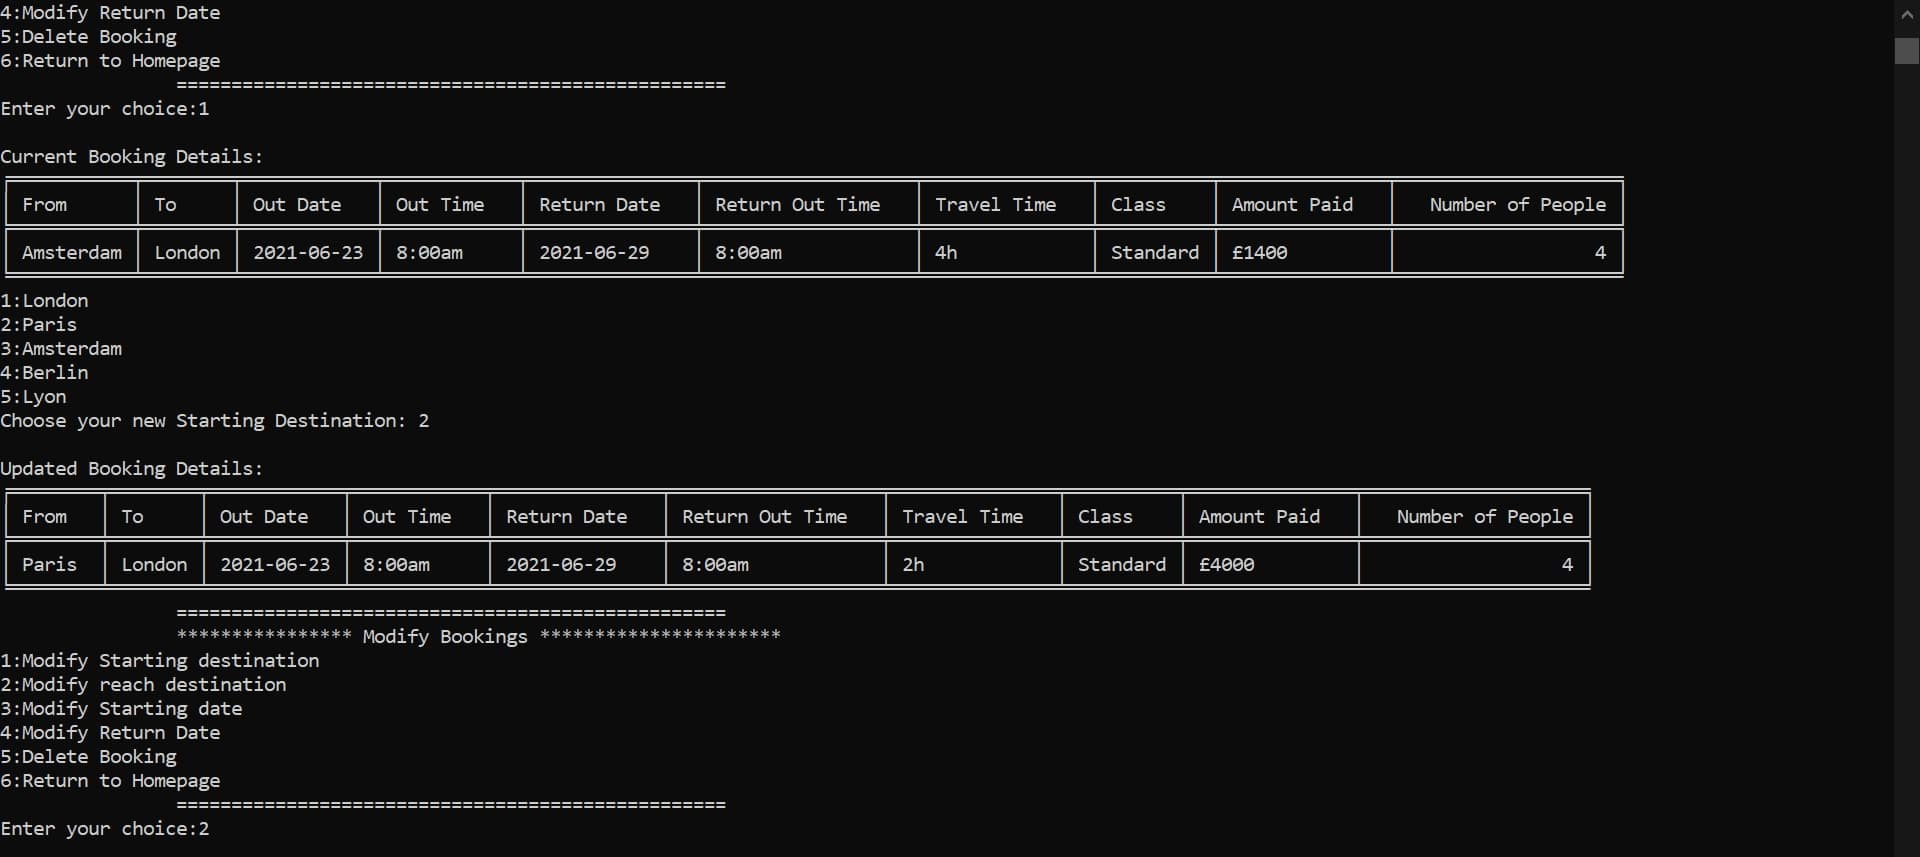 4:Modify Return Date
5:Delete Booking
6:Return to Homepage
==================================================
Enter your choice:1
Current Booking Details:
From To Out Date Out Time Return Date Return Out Time Travel Time Class Amount Paid Number of People
Amsterdam London 2021-06-23 8:00am 2021-06-29 8:00am 4h Standard £1400 4
1:London
2:Paris
3:Amsterdam
4:Berlin
5:Lyon
Choose your new Starting Destination: 2
Updated Booking Details:
From To Out Date Out Time Return Date Return Out Time Travel Time Class Amount Paid Number of People
Paris London 2021-06-23 8:00am 2021-06-29 8:00am 2h Standard £4000 4
==================================================
**************** Modify Bookings **********************
1:Modify Starting destination
2:Modify reach destination
3:Modify Starting date
4:Modify Return Date
5:Delete Booking
6:Return to Homepage
==================================================
Enter your choice:2